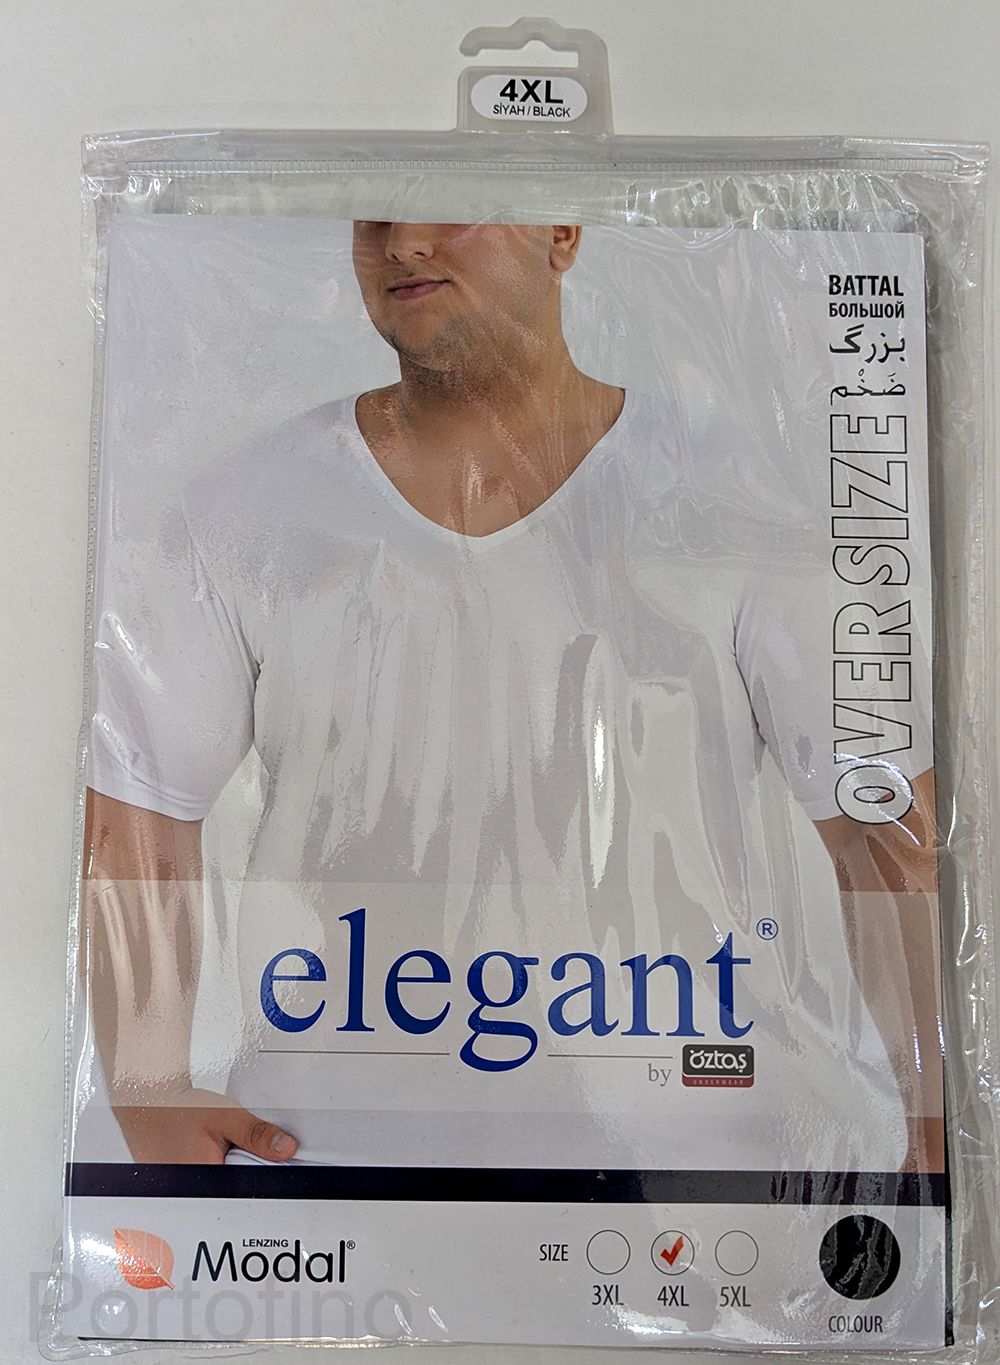 4XL
SİYAH / BLACK
BATTAL
БОЛЬШОЙ
بزرگ
ضَخْم
OVER SIZE
elegant®
by öztaş
UNDERWEAR
LENZING
Modal®
SIZE
3XL 4XL 5XL
COLOUR
Portofino